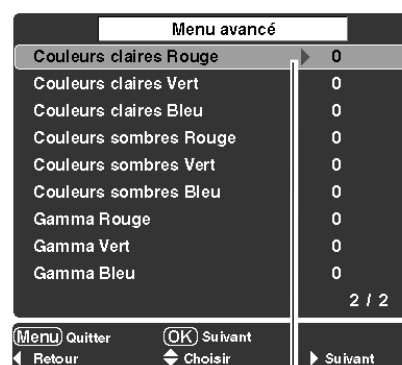 Menu avancé
Couleurs claires Rouge 0
Couleurs claires Vert 0
Couleurs claires Bleu 0
Couleurs sombres Rouge 0
Couleurs sombres Vert 0
Couleurs sombres Bleu 0
Gamma Rouge 0
Gamma Vert 0
Gamma Bleu 0
2 / 2
Menu Quitter OK Suivant
Retour Choisir Suivant